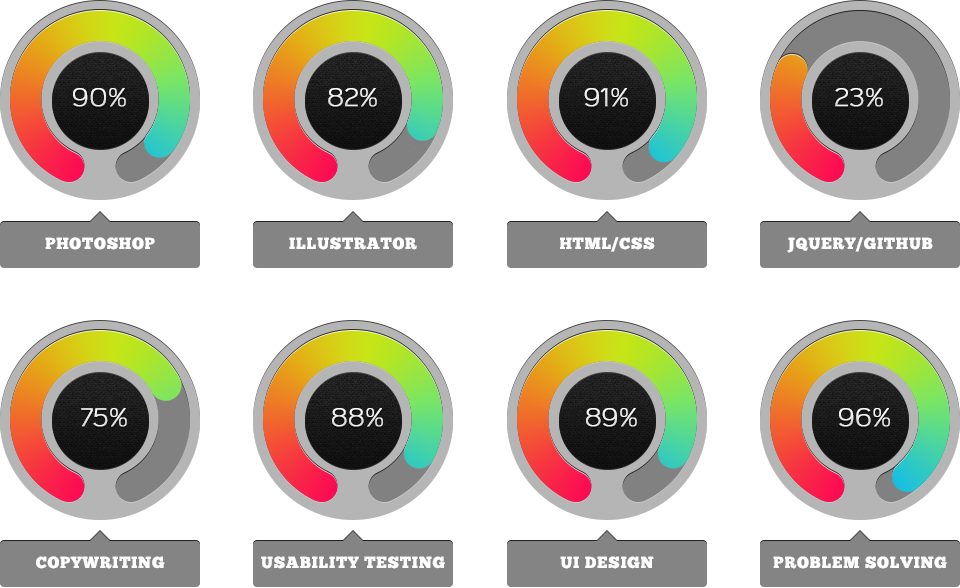 90%
82%
91%
23%
PHOTOSHOP
ILLUSTRATOR
HTML/CSS
JQUERY/GITHUB
75%
88%
89%
96%
COPYWRITING
USABILITY TESTING
UI DESIGN
PROBLEM SOLVING